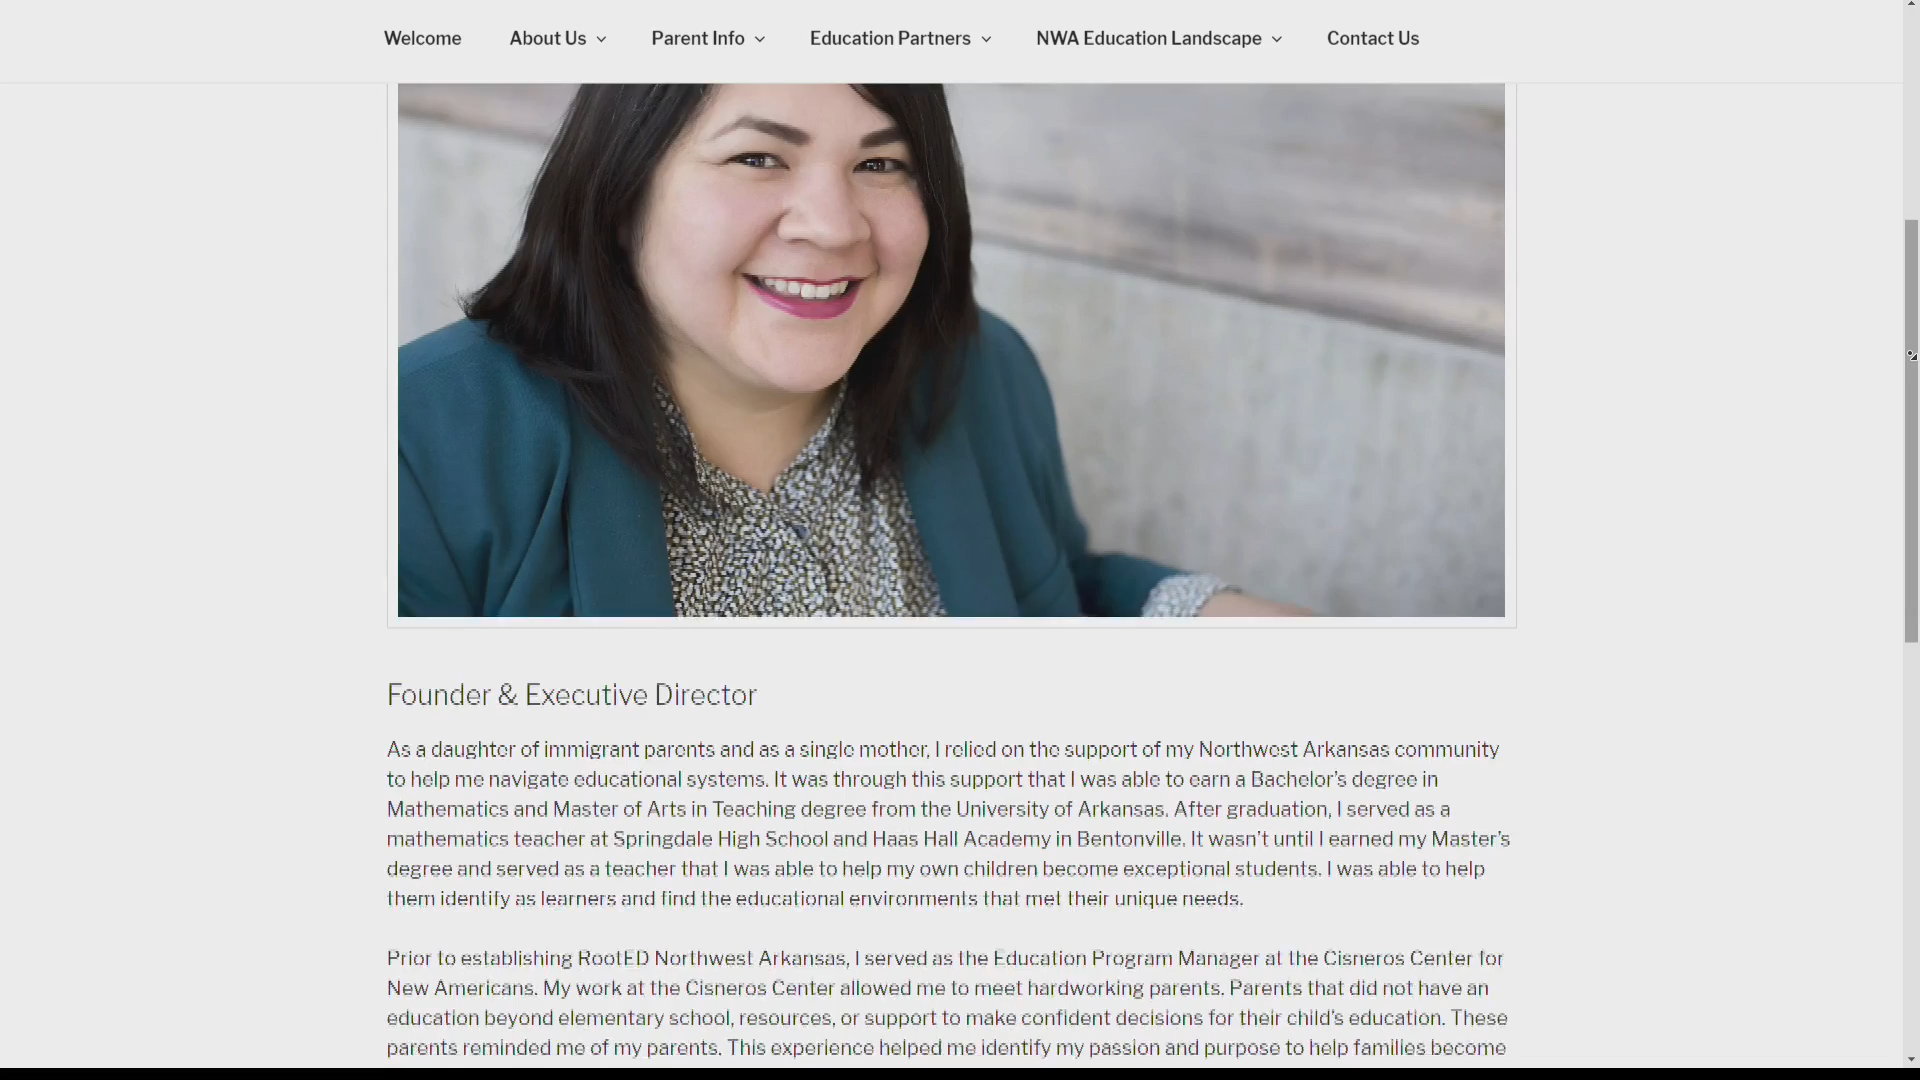 Welcome About Us Parent Info Education Partners NWA Education Landscape Contact Us
Founder & Executive Director
As a daughter of immigrant parents and as a single mother, I relied on the support of my Northwest Arkansas community
to help me navigate educational systems. It was through this support that I was able to earn a Bachelor's degree in
Mathematics and Master of Arts in Teaching degree from the University of Arkansas. After graduation, I served as a
mathematics teacher at Springdale High School and Haas Hall Academy in Bentonville. It wasn't until I earned my Master's
degree and served as a teacher that I was able to help my own children become exceptional students. I was able to help
them identify as learners and find the educational environments that met their unique needs.
Prior to establishing RootED Northwest Arkansas, I served as the Education Program Manager at the Cisneros Center for
New Americans. My work at the Cisneros Center allowed me to meet hardworking parents. Parents that did not have an
education beyond elementary school, resources, or support to make confident decisions for their child's education. These
parents reminded me of my parents. This experience helped me identify my passion and purpose to help families become